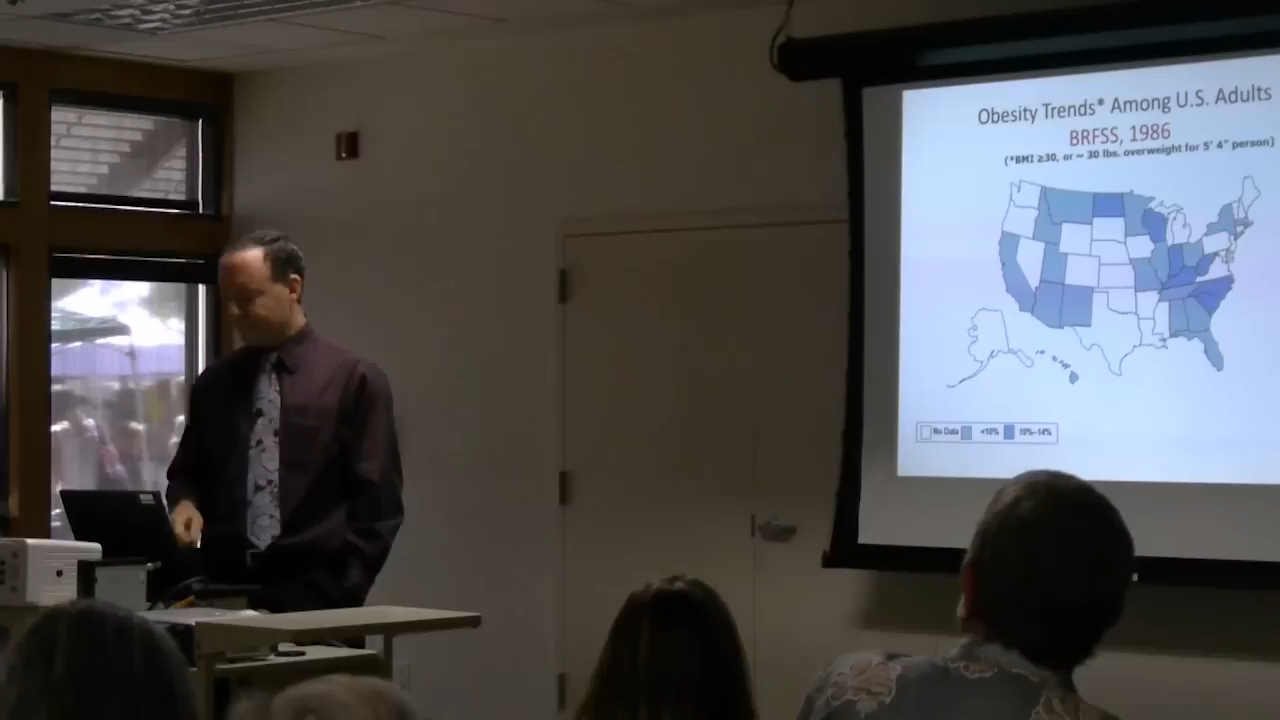 Obesity Trends* Among U.S. Adults
BRFSS, 1986
(*BMI ≥30, or ~ 30 lbs. overweight for 5' 4" person)
No Data <10% 10%–14%